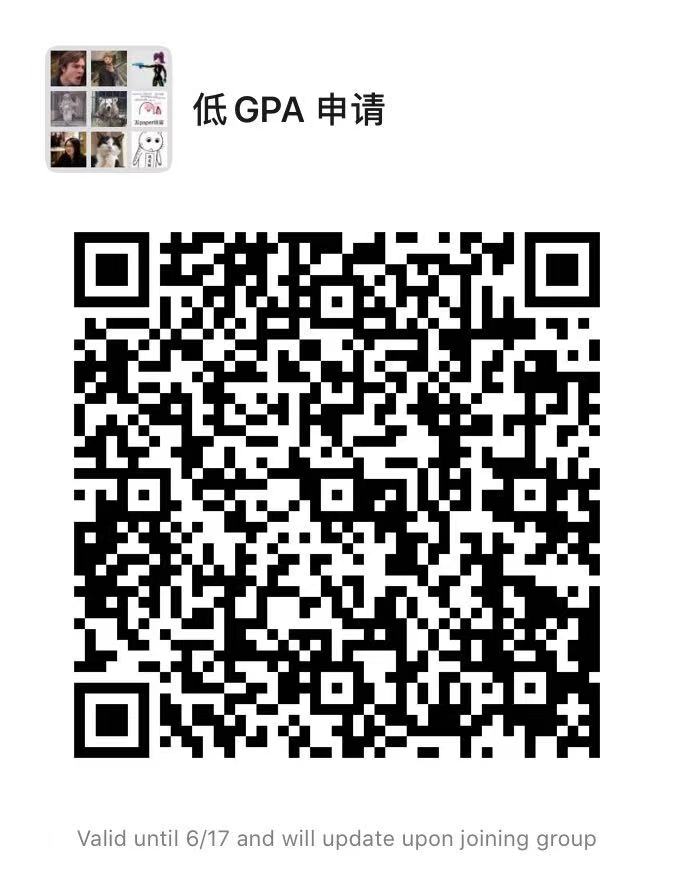 低 GPA 申请
Valid until 6/17 and will update upon joining group